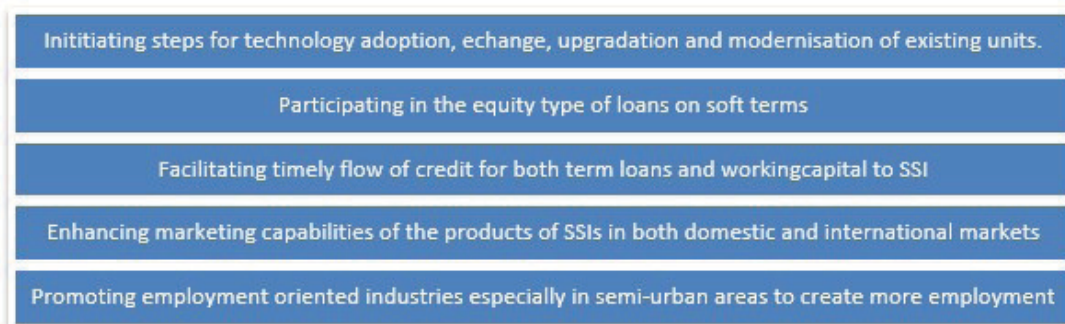 Inititiating steps for technology adoption, echange, upgradation and modernisation of existing units.
Participating in the equity type of loans on soft terms
Facilitating timely flow of credit for both term loans and workingcapital to SSI
Enhancing marketing capabilities of the products of SSIs in both domestic and international markets
Promoting employment oriented industries especially in semi-urban areas to create more employment